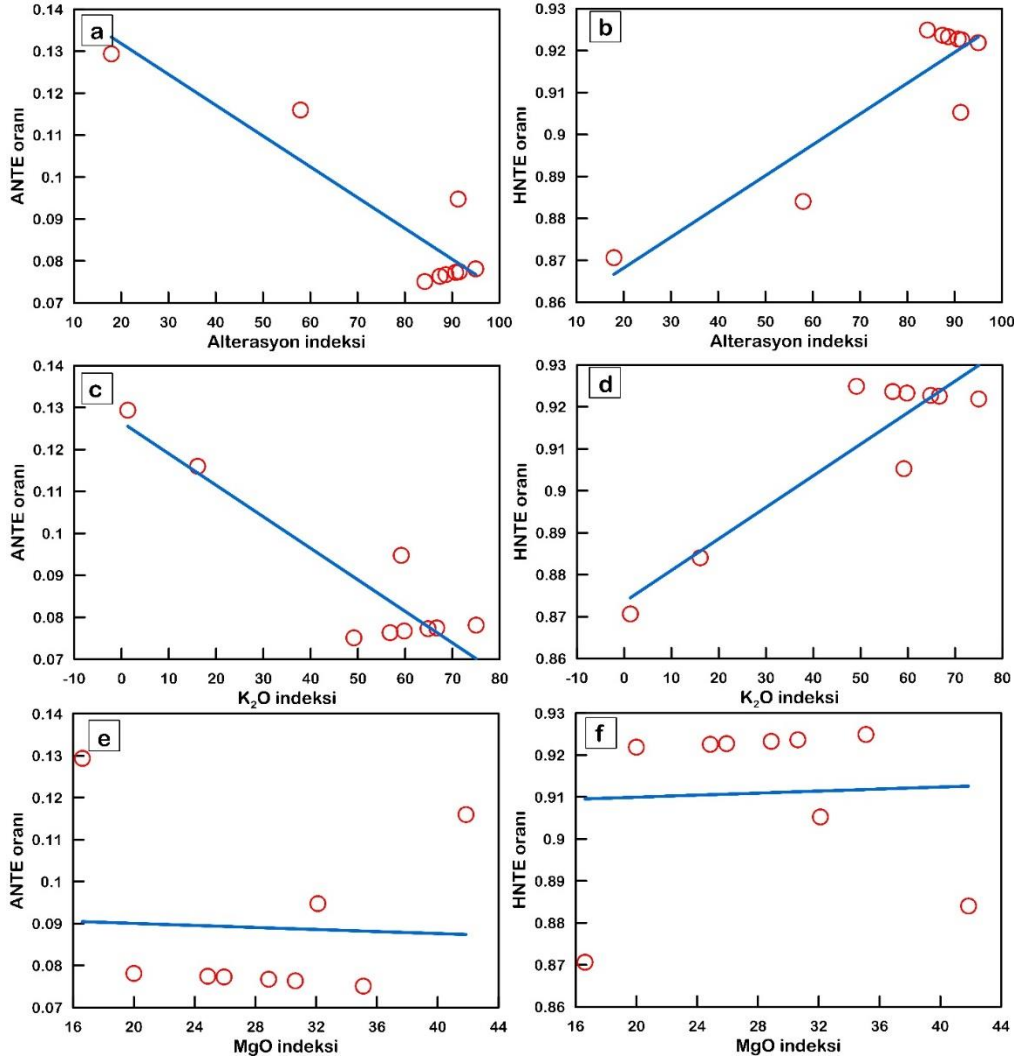 a
ANTE oranı
0.14
0.13
0.12
0.11
0.1
0.09
0.08
0.07
10 20 30 40 50 60 70 80 90 100
Alterasyon indeksi
b
HNTE oranı
0.93
0.92
0.91
0.9
0.89
0.88
0.87
0.86
10 20 30 40 50 60 70 80 90 100
Alterasyon indeksi
c
ANTE oranı
0.14
0.13
0.12
0.11
0.1
0.09
0.08
0.07
-10 0 10 20 30 40 50 60 70 80
K₂O indeksi
d
HNTE oranı
0.93
0.92
0.91
0.9
0.89
0.88
0.87
0.86
-10 0 10 20 30 40 50 60 70 80
K₂O indeksi
e
ANTE oranı
0.14
0.13
0.12
0.11
0.1
0.09
0.08
0.07
16 20 24 28 32 36 40 44
MgO indeksi
f
HNTE oranı
0.93
0.92
0.91
0.9
0.89
0.88
0.87
0.86
16 20 24 28 32 36 40 44
MgO indeksi